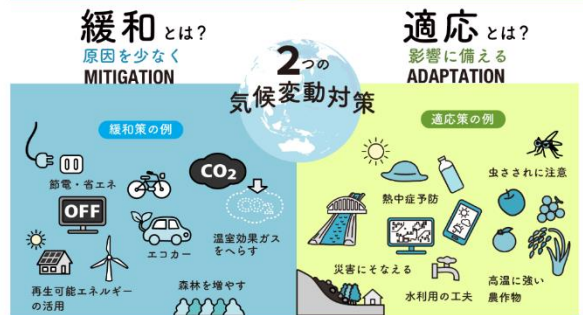 緩和とは?
原因を少なく
MITIGATION
2つの
気候変動対策
適応とは?
影響に備える
ADAPTATION
緩和策の例
節電・省エネ
OFF
CO2
CO2
エコカー
温室効果ガス
をへらす
再生可能エネルギー
の活用
森林を増やす
適応策の例
虫さされに注意
熱中症予防
災害にそなえる
水利用の工夫
高温に強い
農作物